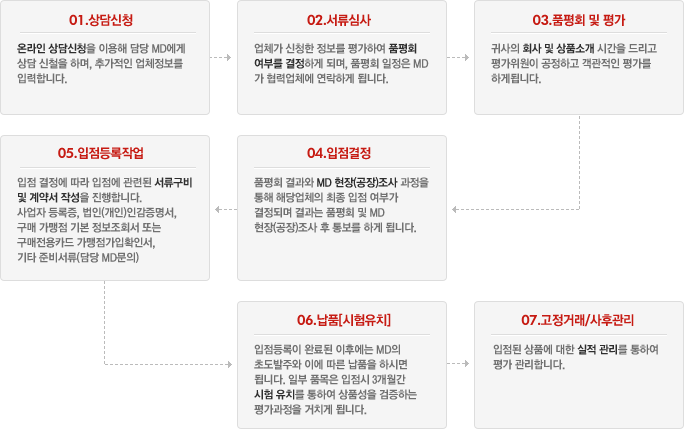 01.상담신청
온라인 상담신청을 이용해 담당 MD에게
상담 신철을 하며, 추가적인 업체정보를
입력합니다.
02.서류심사
업체가 신청한 정보를 평가하여 품평회
여부를 결정하게 되며, 품평회 일정은 MD
가 협력업체에 연락하게 됩니다.
03.품평회 및 평가
귀사의 회사 및 상품소개 시간을 드리고
평가위원이 공정하고 객관적인 평가를
하게됩니다.
04.입점결정
품평회 결과와 MD 현장(공장)조사 과정을
통해 해당업체의 최종 입점 여부가
결정되며 결과는 품평회 및 MD
현장(공장)조사 후 통보를 하게 됩니다.
05.입점등록작업
입점 결정에 따라 입점에 관련된 서류구비
및 계약서 작성을 진행합니다.
사업자 등록증, 법인(개인)인감증명서,
구매 가맹점 기본 정보조회서 또는
구매전용카드 가맹점가입확인서,
기타 준비서류(담당 MD문의)
06.납품[시험유치]
입점등록이 완료된 이후에는 MD의
초도발주와 이에 따른 납품을 하시면
됩니다. 일부 품목은 입점시 3개월간
시험 유치를 통하여 상품성을 검증하는
평가과정을 거치게 됩니다.
07.고정거래/사후관리
입점된 상품에 대한 실적 관리를 통하여
평가 관리합니다.